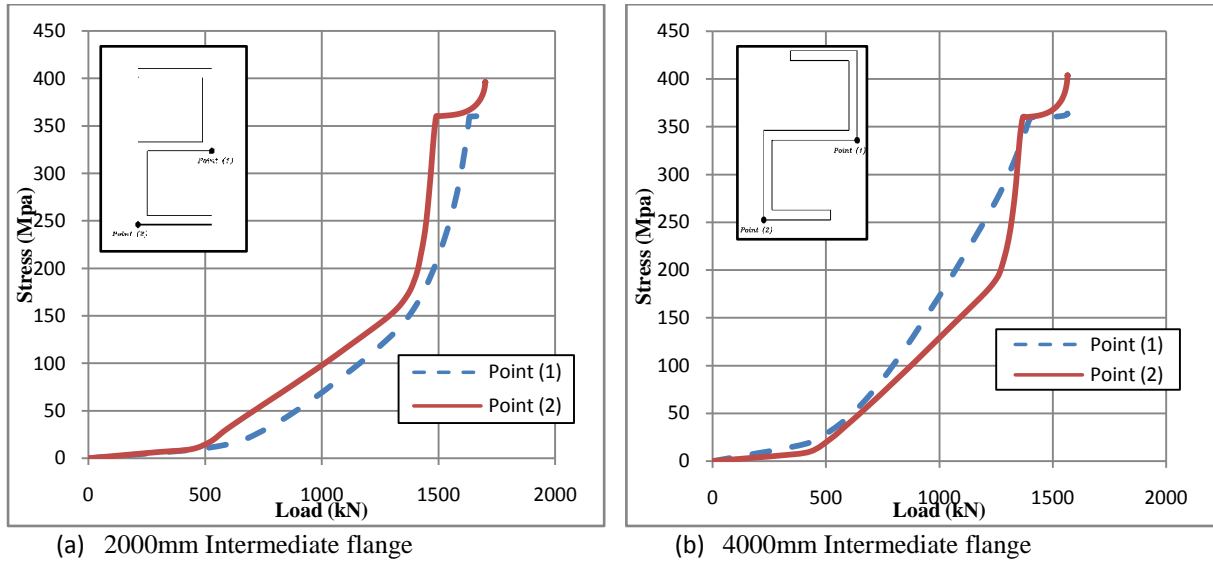 450
400
350
300
250
200
150
100
50
0
Stress (Mpa)
Point (1)
Point (2)
Point (1)
Point (2)
0 500 1000 1500 2000
Load (kN)
(a) 2000mm Intermediate flange
450
400
350
300
250
200
150
100
50
0
Stress (Mpa)
Point (1)
Point (2)
Point (1)
Point (2)
0 500 1000 1500 2000
Load (kN)
(b) 4000mm Intermediate flange